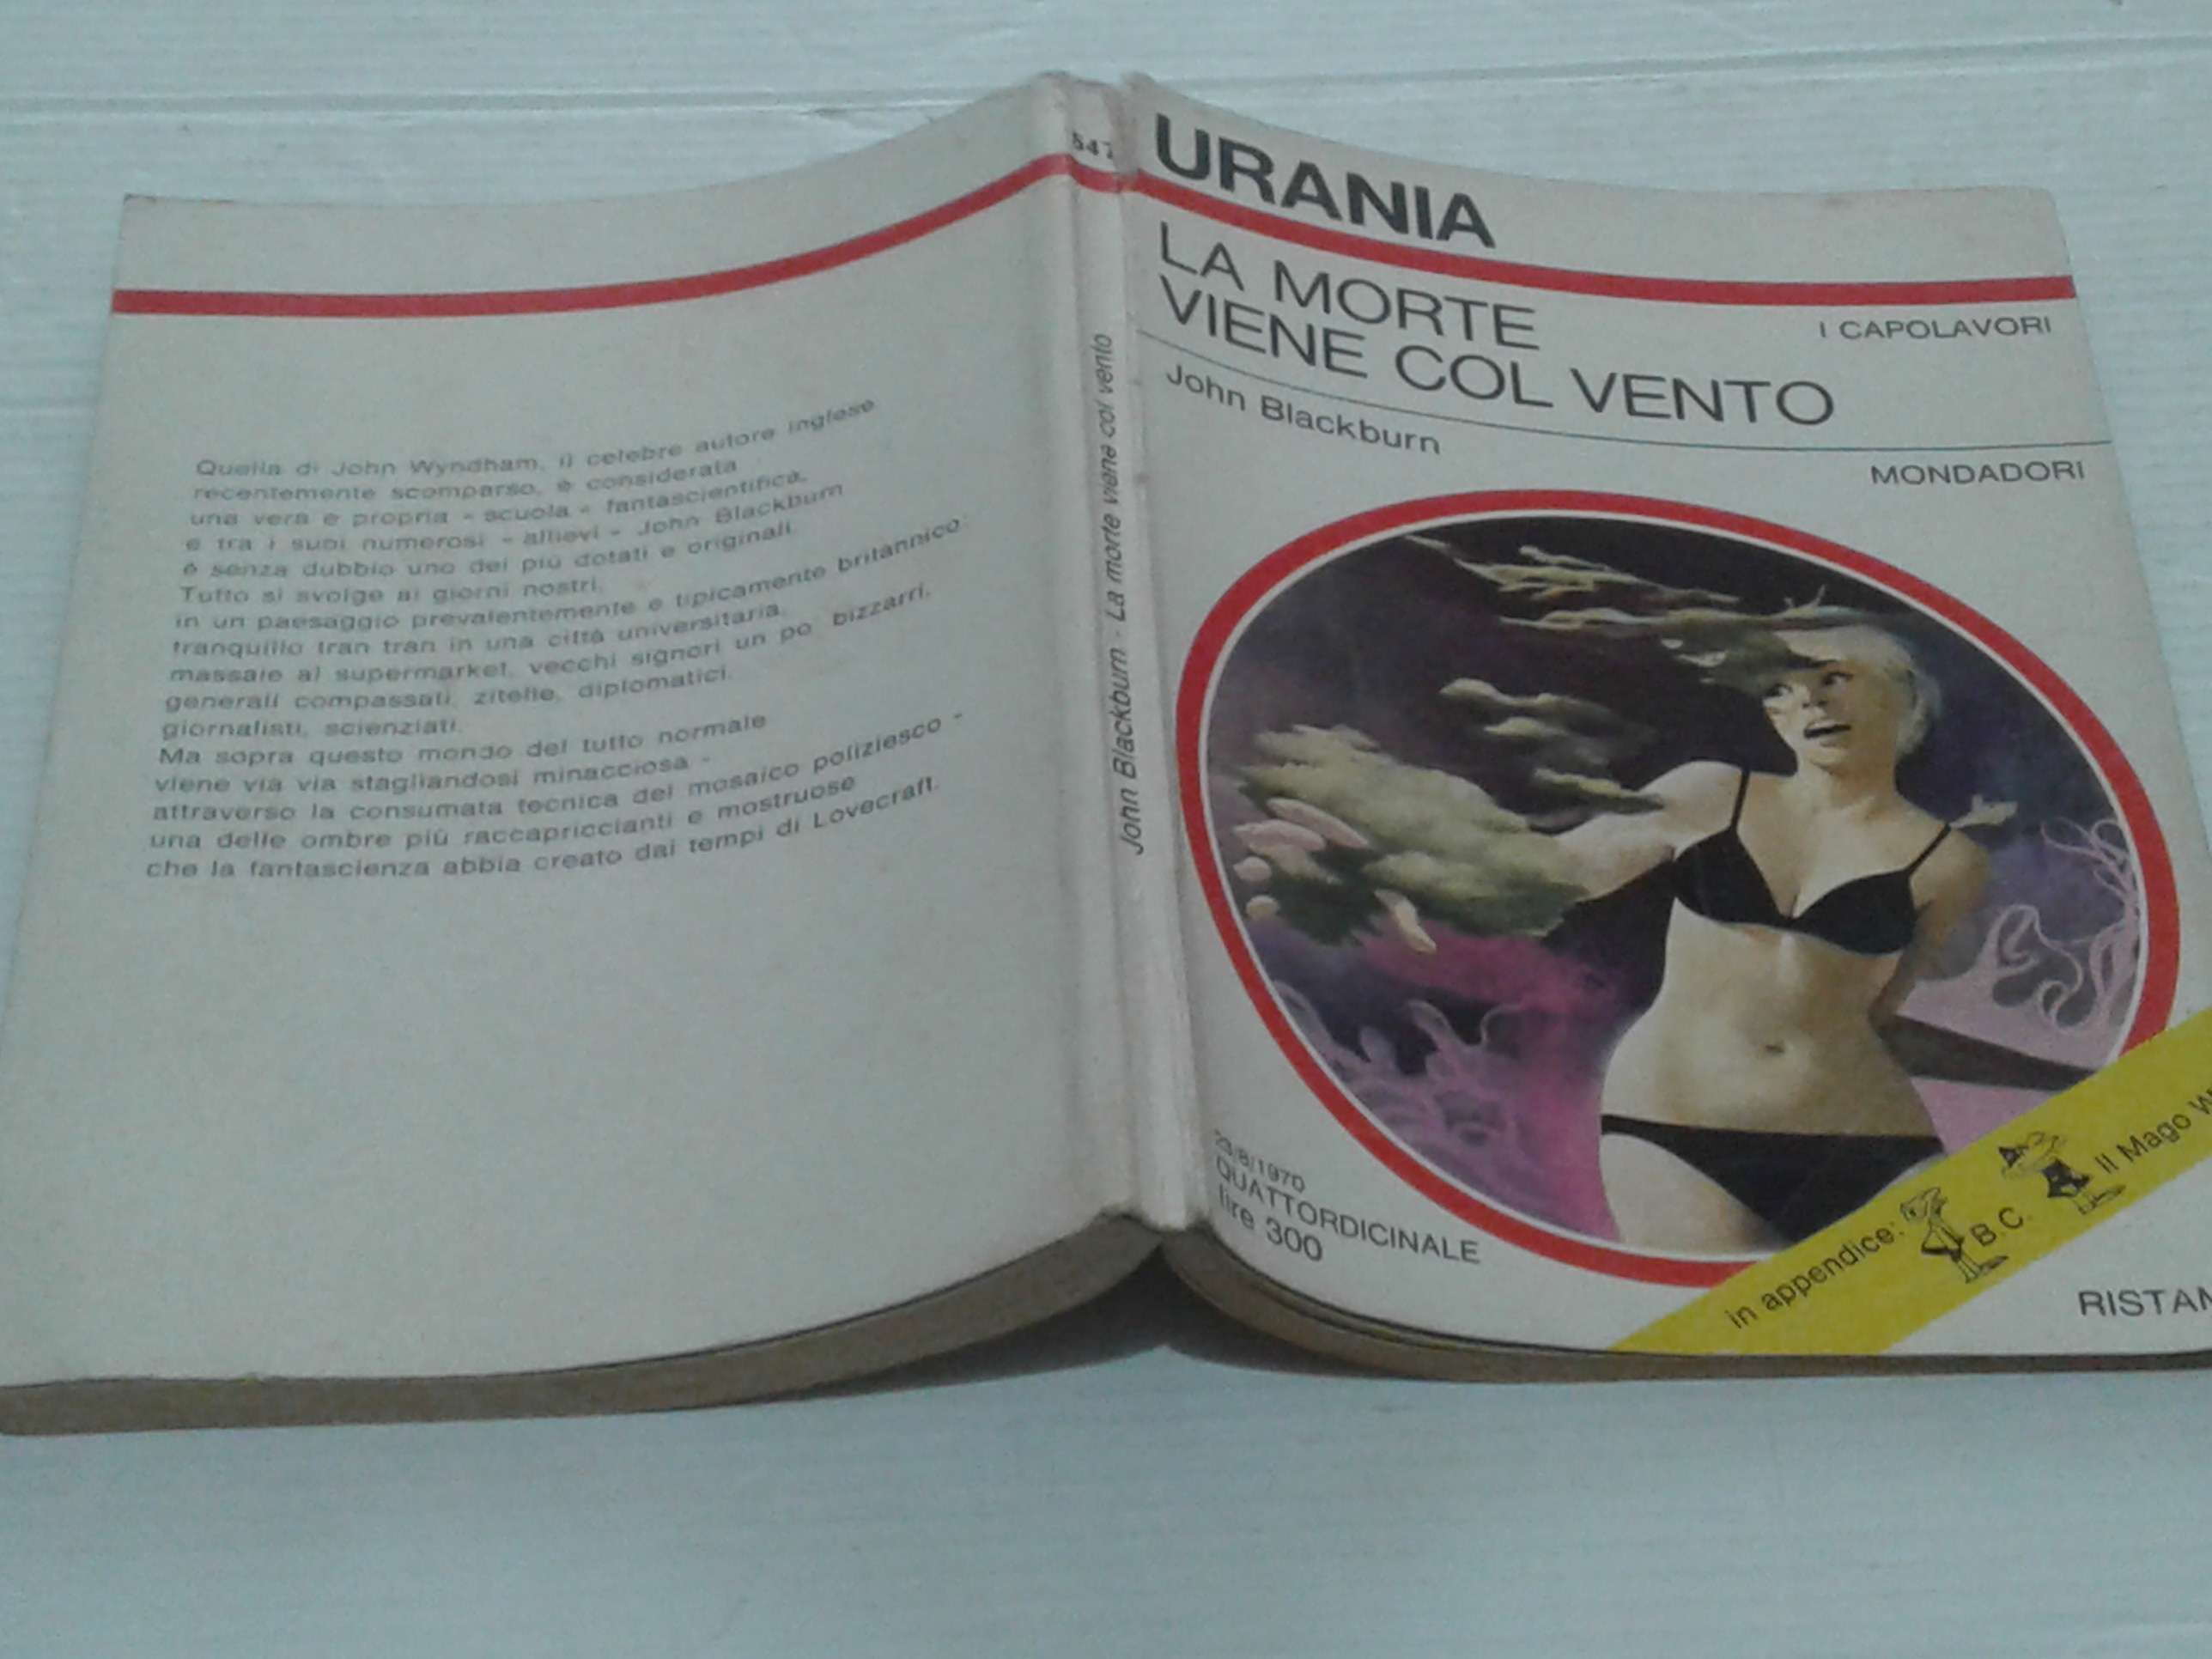 Quella di John Wyndham, il celebre autore inglese
recentemente scomparso, è considerata
una vera e propria « scuola » fantascientifica,
e tra i suoi numerosi « allievi » John Blackburn
è senza dubbio uno dei più dotati e originali.
Tutto si svolge ai giorni nostri,
in un paesaggio prevalentemente e tipicamente britannico:
tranquillo tran tran in una città universitaria,
massaie al supermarket, vecchi signori un po' bizzarri,
generali compassati, zitelle, diplomatici,
giornalisti, scienziati.
Ma sopra questo mondo del tutto normale
viene via via stagliandosi minacciosa -
attraverso la consumata tecnica del mosaico poliziesco -
una delle ombre più raccapriccianti e mostruose
che la fantascienza abbia creato dai tempi di Lovecraft.
547
John Blackburn - La morte viene col vento
URANIA
LA MORTE
VIENE COL VENTO
I CAPOLAVORI
John Blackburn
MONDADORI
23/8/1970
QUATTORDICINALE
lire 300
in appendice: B.C. Il Mago W
RISTAM